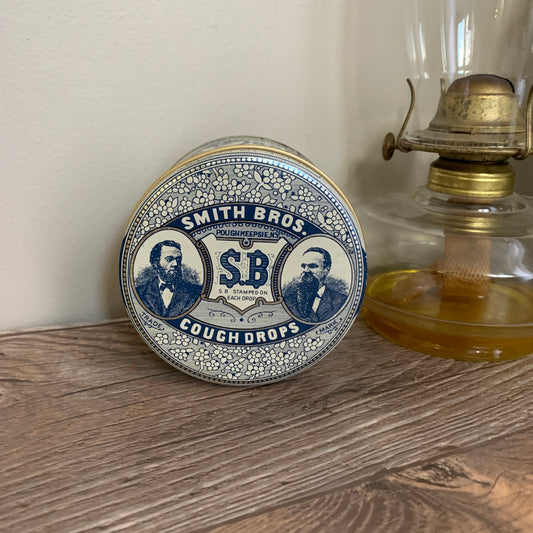 SMITH BROS.
POUGHKEEPSIE, N.Y.
S.B
S. B. STAMPED ON
EACH DROP
TRADE
MARK
COUGH DROPS